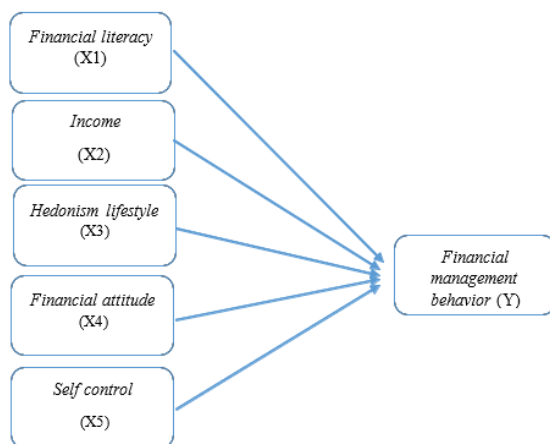 Financial literacy
(X1)
Income
(X2)
Hedonism lifestyle
(X3)
Financial attitude
(X4)
Self control
(X5)
Financial
management
behavior (Y)